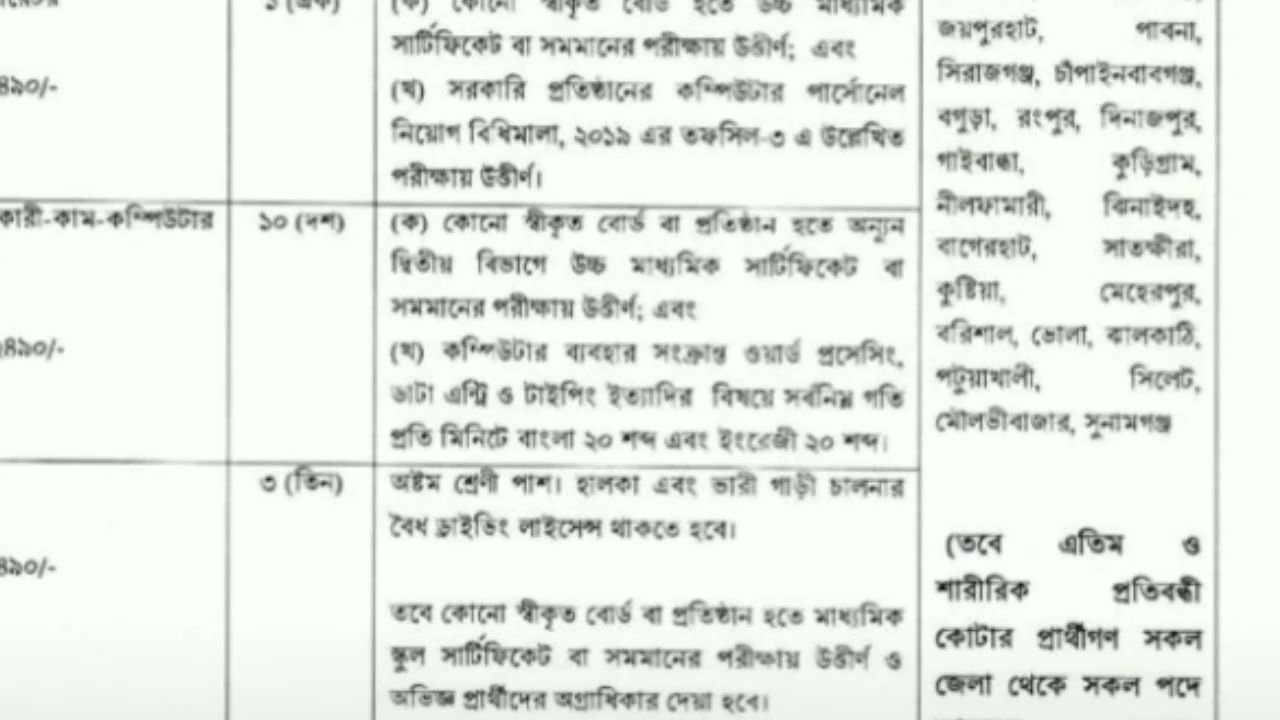 ১ (এক)
(ক) কোনো স্বীকৃত বোর্ড হতে উচ্চ মাধ্যমিক
সার্টিফিকেট বা সমমানের পরীক্ষায় উত্তীর্ণ; এবং
৪৯০/-
(খ) সরকারি প্রতিষ্ঠানের কম্পিউটার পার্সোনেল
নিয়োগ বিধিমালা, ২০১৯ এর তফসিল-৩ এ উল্লেখিত
পরীক্ষায় উত্তীর্ণ।
কারী-কাম-কম্পিউটার
৪৯০/-
১০ (দশ)
(ক) কোনো স্বীকৃত বোর্ড বা প্রতিষ্ঠান হতে অন্যূন
দ্বিতীয় বিভাগে উচ্চ মাধ্যমিক সার্টিফিকেট বা
সমমানের পরীক্ষায় উত্তীর্ণ; এবং
(খ) কম্পিউটার ব্যবহার সংক্রান্ত ওয়ার্ড প্রসেসিং,
ডাটা এন্ট্রি ও টাইপিং ইত্যাদির বিষয়ে সর্বনিম্ন গতি
প্রতি মিনিটে বাংলা ২০ শব্দ এবং ইংরেজী ২০ শব্দ।
৪৯০/-
৩ (তিন)
অষ্টম শ্রেণী পাশ। হালকা এবং ভারী গাড়ী চালনার
বৈধ ড্রাইভিং লাইসেন্স থাকতে হবে।
তবে কোনো স্বীকৃত বোর্ড বা প্রতিষ্ঠান হতে মাধ্যমিক
স্কুল সার্টিফিকেট বা সমমানের পরীক্ষায় উত্তীর্ণ ও
অভিজ্ঞ প্রার্থীদের অগ্রাধিকার দেয়া হবে।
জয়পুরহাট, পাবনা,
সিরাজগঞ্জ, চাঁপাইনবাবগঞ্জ,
বগুড়া, রংপুর, দিনাজপুর,
গাইবান্ধা, কুড়িগ্রাম,
নীলফামারী, ঝিনাইদহ,
বাগেরহাট, সাতক্ষীরা,
কুষ্টিয়া, মেহেরপুর,
বরিশাল, ভোলা, ঝালকাঠি,
পটুয়াখালী, সিলেট,
মৌলভীবাজার, সুনামগঞ্জ
(তবে এতিম ও
শারীরিক প্রতিবন্ধী
কোটার প্রার্থীগণ সকল
জেলা থেকে সকল পদে